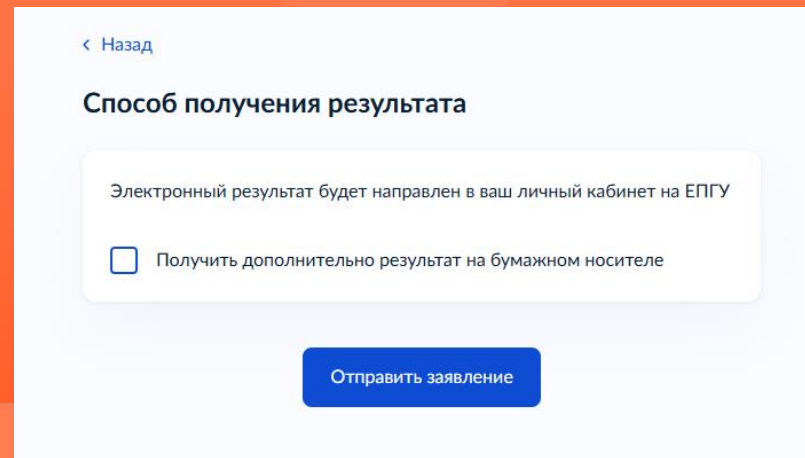 Назад
Способ получения результата
Электронный результат будет направлен в ваш личный кабинет на ЕПГУ
Получить дополнительно результат на бумажном носителе
Отправить заявление